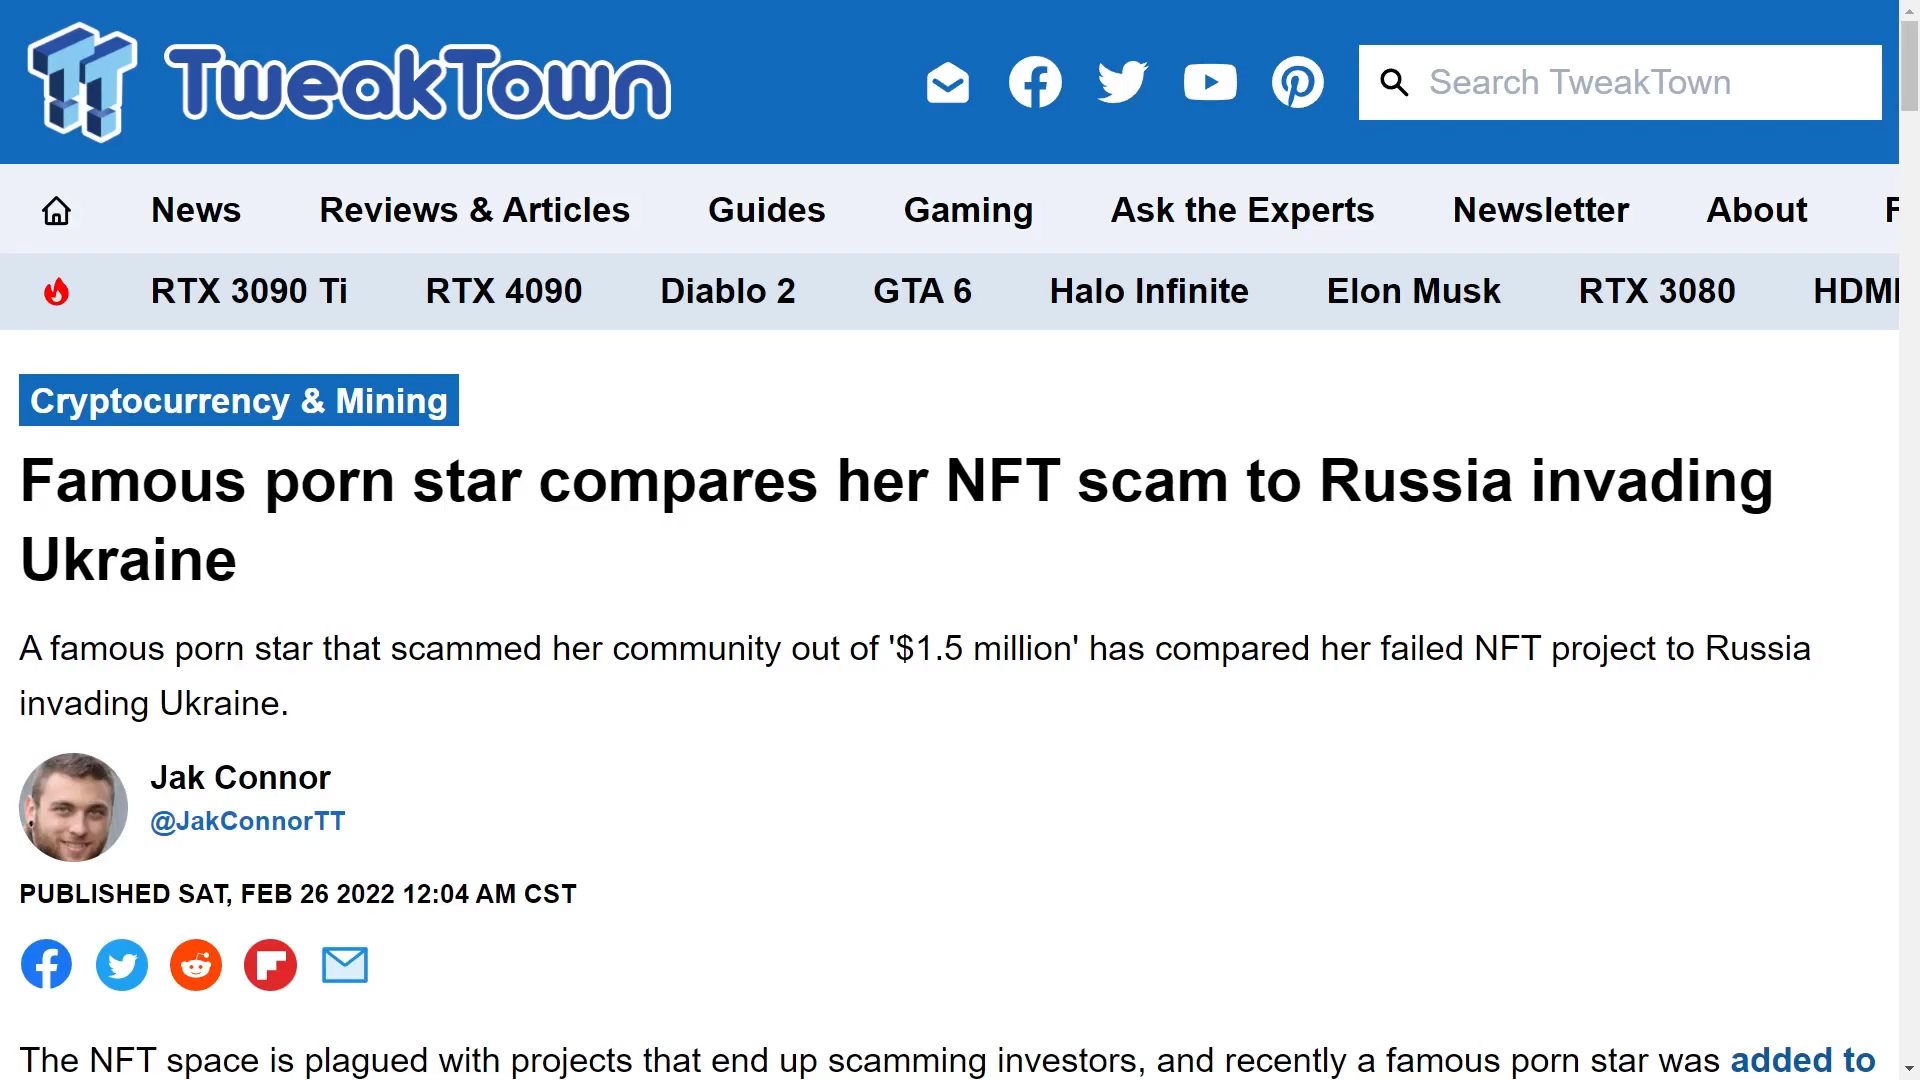 TweakTown
Search TweakTown
News Reviews & Articles Guides Gaming Ask the Experts Newsletter About F
RTX 3090 Ti RTX 4090 Diablo 2 GTA 6 Halo Infinite Elon Musk RTX 3080 HDMI
Cryptocurrency & Mining
Famous porn star compares her NFT scam to Russia invading
Ukraine
A famous porn star that scammed her community out of '$1.5 million' has compared her failed NFT project to Russia
invading Ukraine.
Jak Connor
@JakConnorTT
PUBLISHED SAT, FEB 26 2022 12:04 AM CST
The NFT space is plagued with projects that end up scamming investors, and recently a famous porn star was added to